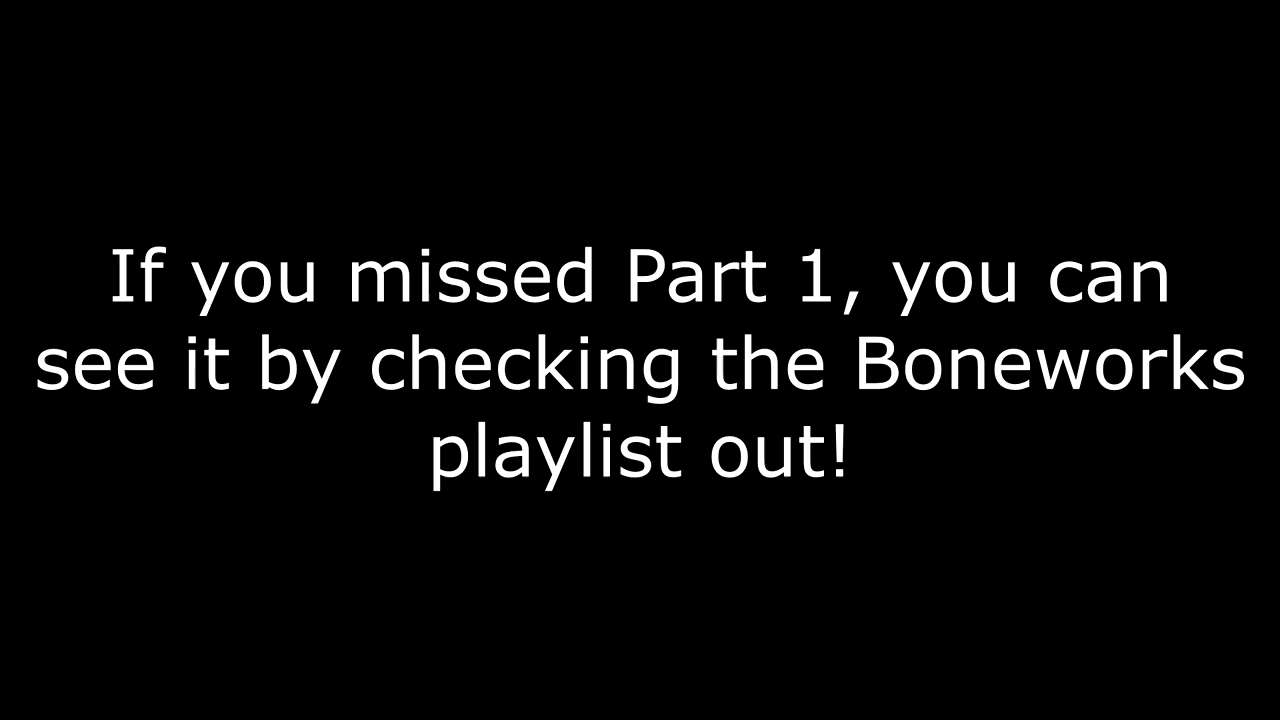 If you missed Part 1, you can
see it by checking the Boneworks
playlist out!